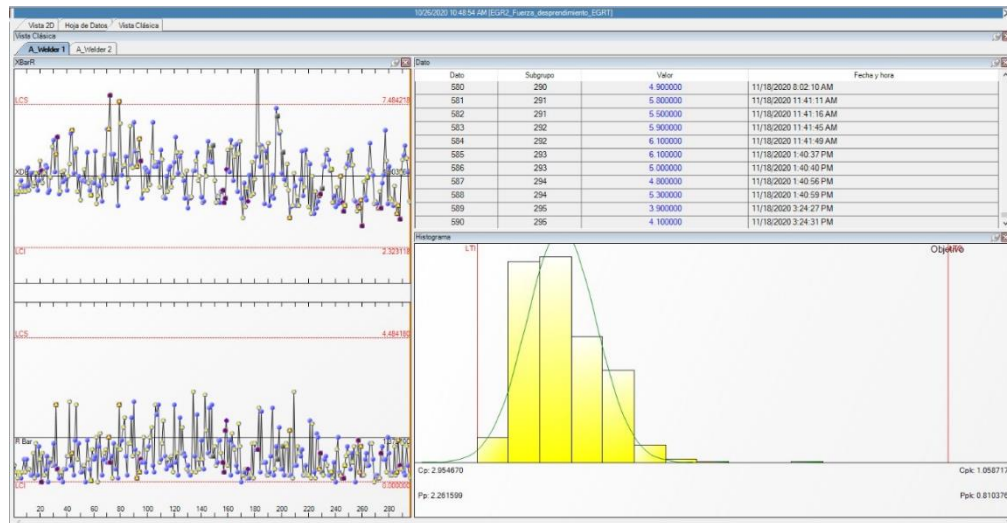 10/26/2020 10:48:54 AM [EGR2_Fuerza_desprendimiento_EGRT]
Vista 2D Hoja de Datos Vista Clásica
Vista Clásica
A_Welder 1 A_Welder 2
XBarR
LCS 7.484218
LCI 2.323118
LCS 4.484180
R Bar
LCI 0.000000
20 40 60 80 100 120 140 160 180 200 220 240 260 280
Dato
Dato Subgrupo Valor Fecha y hora
580 290 4.900000 11/18/2020 8:02:10 AM
581 291 5.800000 11/18/2020 11:41:11 AM
582 291 5.500000 11/18/2020 11:41:16 AM
583 292 5.900000 11/18/2020 11:41:45 AM
584 292 6.100000 11/18/2020 11:41:49 AM
585 293 6.100000 11/18/2020 1:40:37 PM
586 293 5.000000 11/18/2020 1:40:40 PM
587 294 4.800000 11/18/2020 1:40:56 PM
588 294 5.300000 11/18/2020 1:40:59 PM
589 295 3.900000 11/18/2020 3:24:27 PM
590 295 4.100000 11/18/2020 3:24:31 PM
Histograma
LTI Objetivo
Cp: 2.954670 Cpk: 1.058717
Pp: 2.261599 Ppk: 0.810376